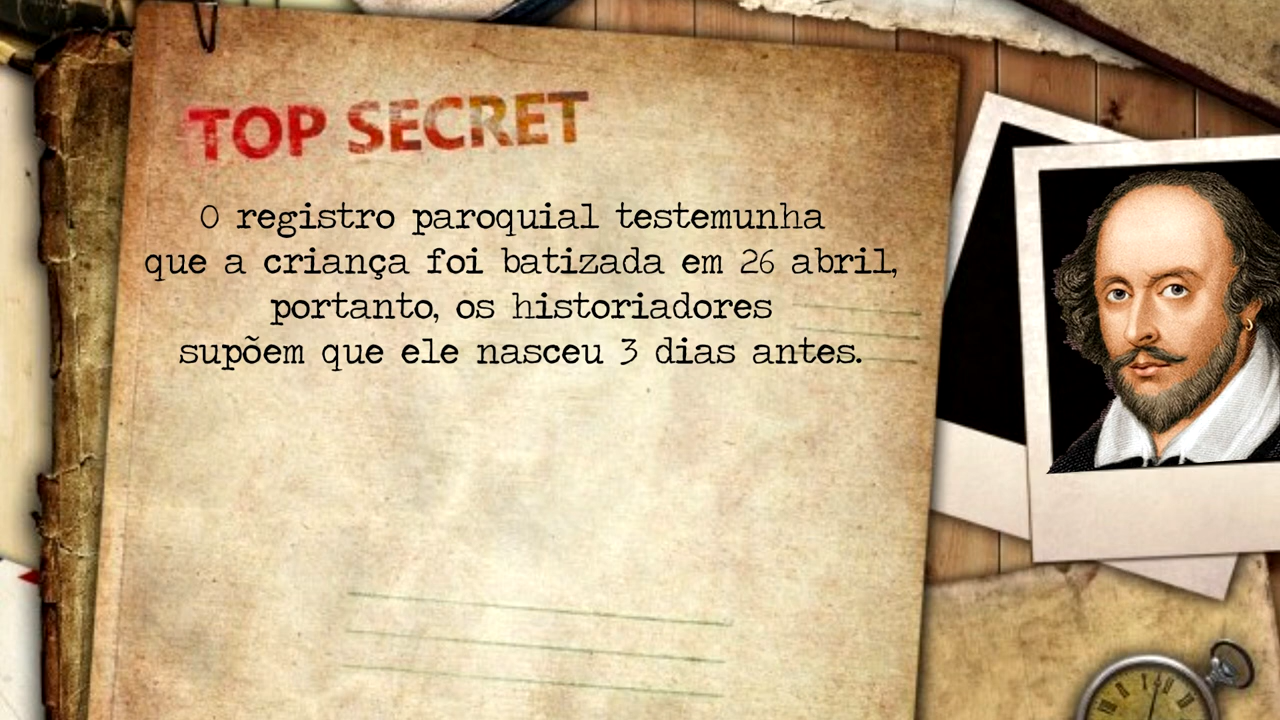 TOP SECRET
O registro paroquial testemunha
que a criança foi batizada em 26 abril,
portanto, os historiadores
supõem que ele nasceu 3 dias antes.